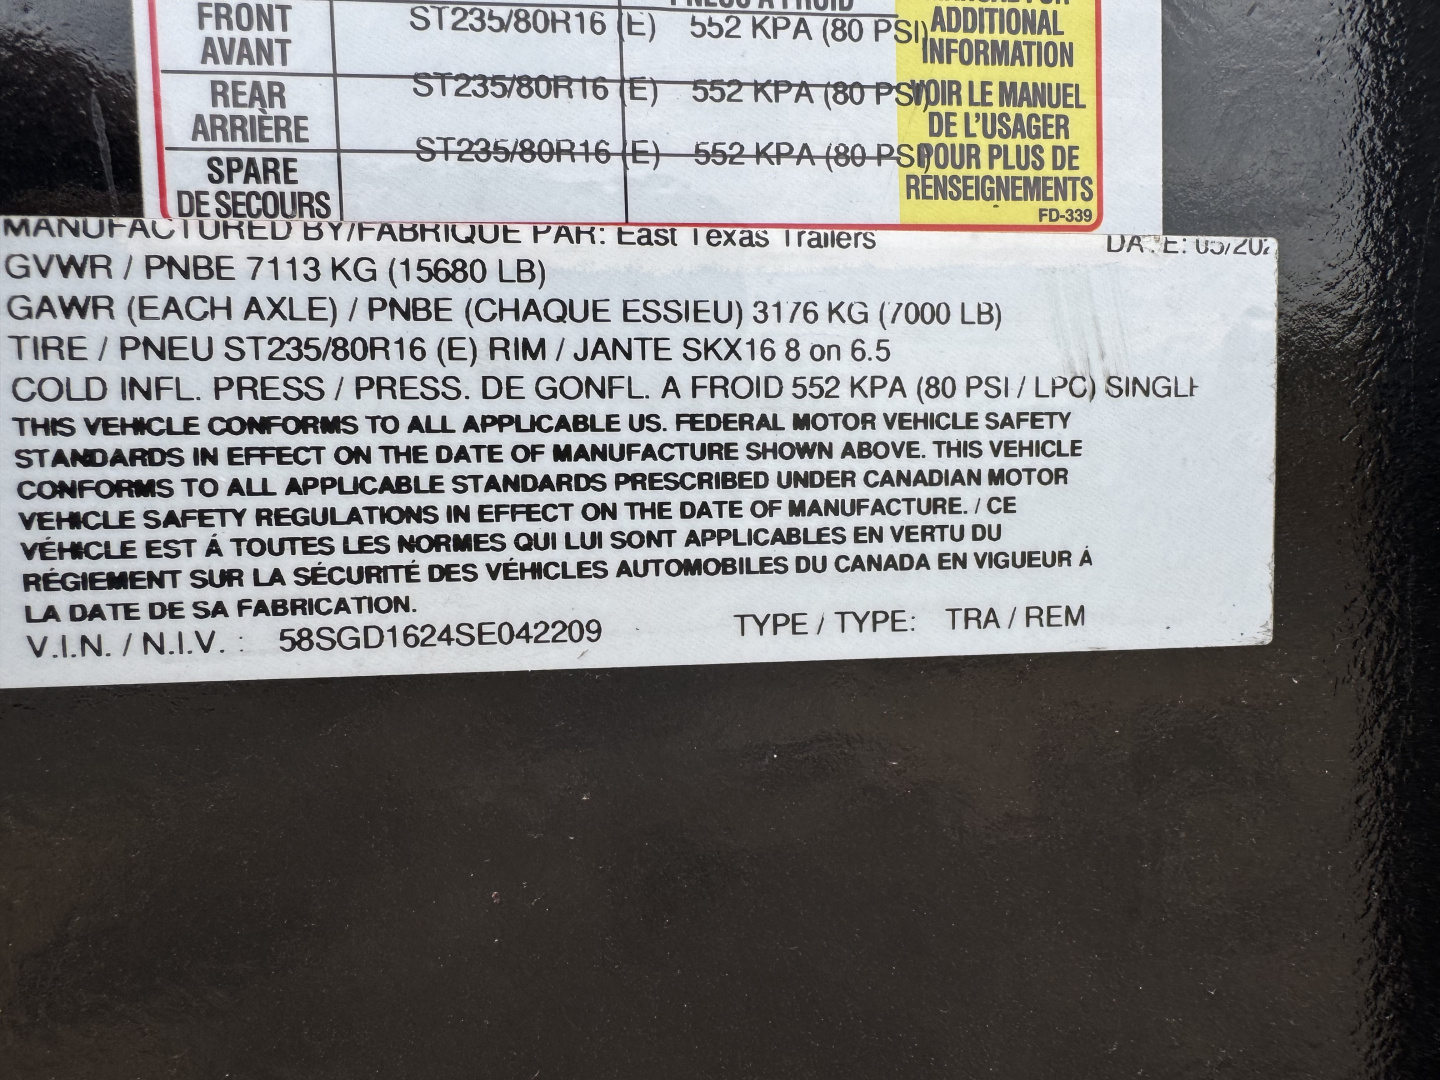 FRONT
AVANT
ST235/80R16 (E) 552 KPA (80 PSI)
ADDITIONAL
INFORMATION
REAR
ARRIÈRE
ST235/80R16 (E) 552 KPA (80 PSI)
VOIR LE MANUEL
DE L'USAGER
POUR PLUS DE
RENSEIGNEMENTS
SPARE
DE SECOURS
ST235/80R16 (E) 552 KPA (80 PSI)
FD-339
MANUFACTURED BY/FABRIQUE PAR: East Texas Trailers DATE: 05/202
GVWR / PNBE 7113 KG (15680 LB)
GAWR (EACH AXLE) / PNBE (CHAQUE ESSIEU) 3176 KG (7000 LB)
TIRE / PNEU ST235/80R16 (E) RIM / JANTE SKX16 8 on 6.5
COLD INFL. PRESS / PRESS. DE GONFL. A FROID 552 KPA (80 PSI / LPC) SINGLE
THIS VEHICLE CONFORMS TO ALL APPLICABLE US. FEDERAL MOTOR VEHICLE SAFETY
STANDARDS IN EFFECT ON THE DATE OF MANUFACTURE SHOWN ABOVE. THIS VEHICLE
CONFORMS TO ALL APPLICABLE STANDARDS PRESCRIBED UNDER CANADIAN MOTOR
VEHICLE SAFETY REGULATIONS IN EFFECT ON THE DATE OF MANUFACTURE. / CE
VÉHICLE EST Á TOUTES LES NORMES QUI LUI SONT APPLICABLES EN VERTU DU
RÉGIEMENT SUR LA SÉCURITÉ DES VÉHICLES AUTOMOBILES DU CANADA EN VIGUEUR Á
LA DATE DE SA FABRICATION.
V.I.N. / N.I.V. : 58SGD1624SE042209 TYPE / TYPE: TRA / REM